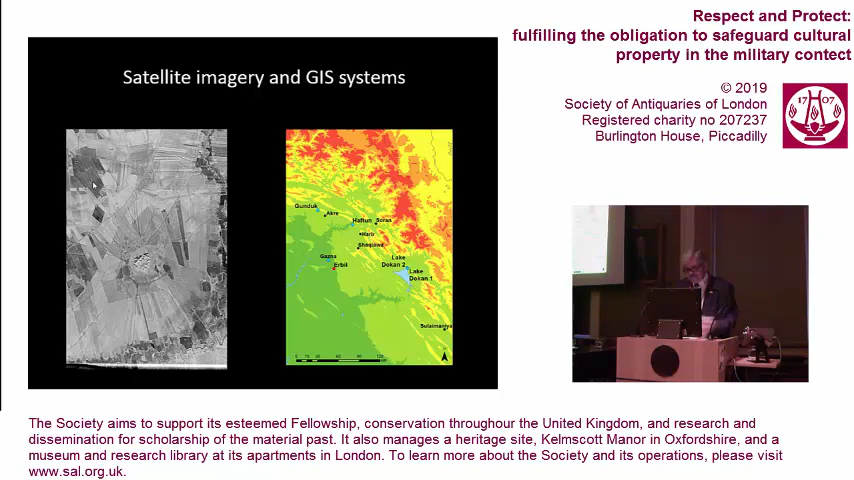 Respect and Protect:
fulfilling the obligation to safeguard cultural
property in the military contect
© 2019
Society of Antiquaries of London
Registered charity no 207237
Burlington House, Piccadilly
1707
Satellite imagery and GIS systems
Gunduk
Akre
Haftun
Soran
Harir
Shaqlawa
Gazna
Erbil
Lake
Dokan 2
Lake
Dokan 1
Sulaimaniya
The Society aims to support its esteemed Fellowship, conservation throughour the United Kingdom, and research and
dissemination for scholarship of the material past. It also manages a heritage site, Kelmscott Manor in Oxfordshire, and a
museum and research library at its apartments in London. To learn more about the Society and its operations, please visit
www.sal.org.uk.